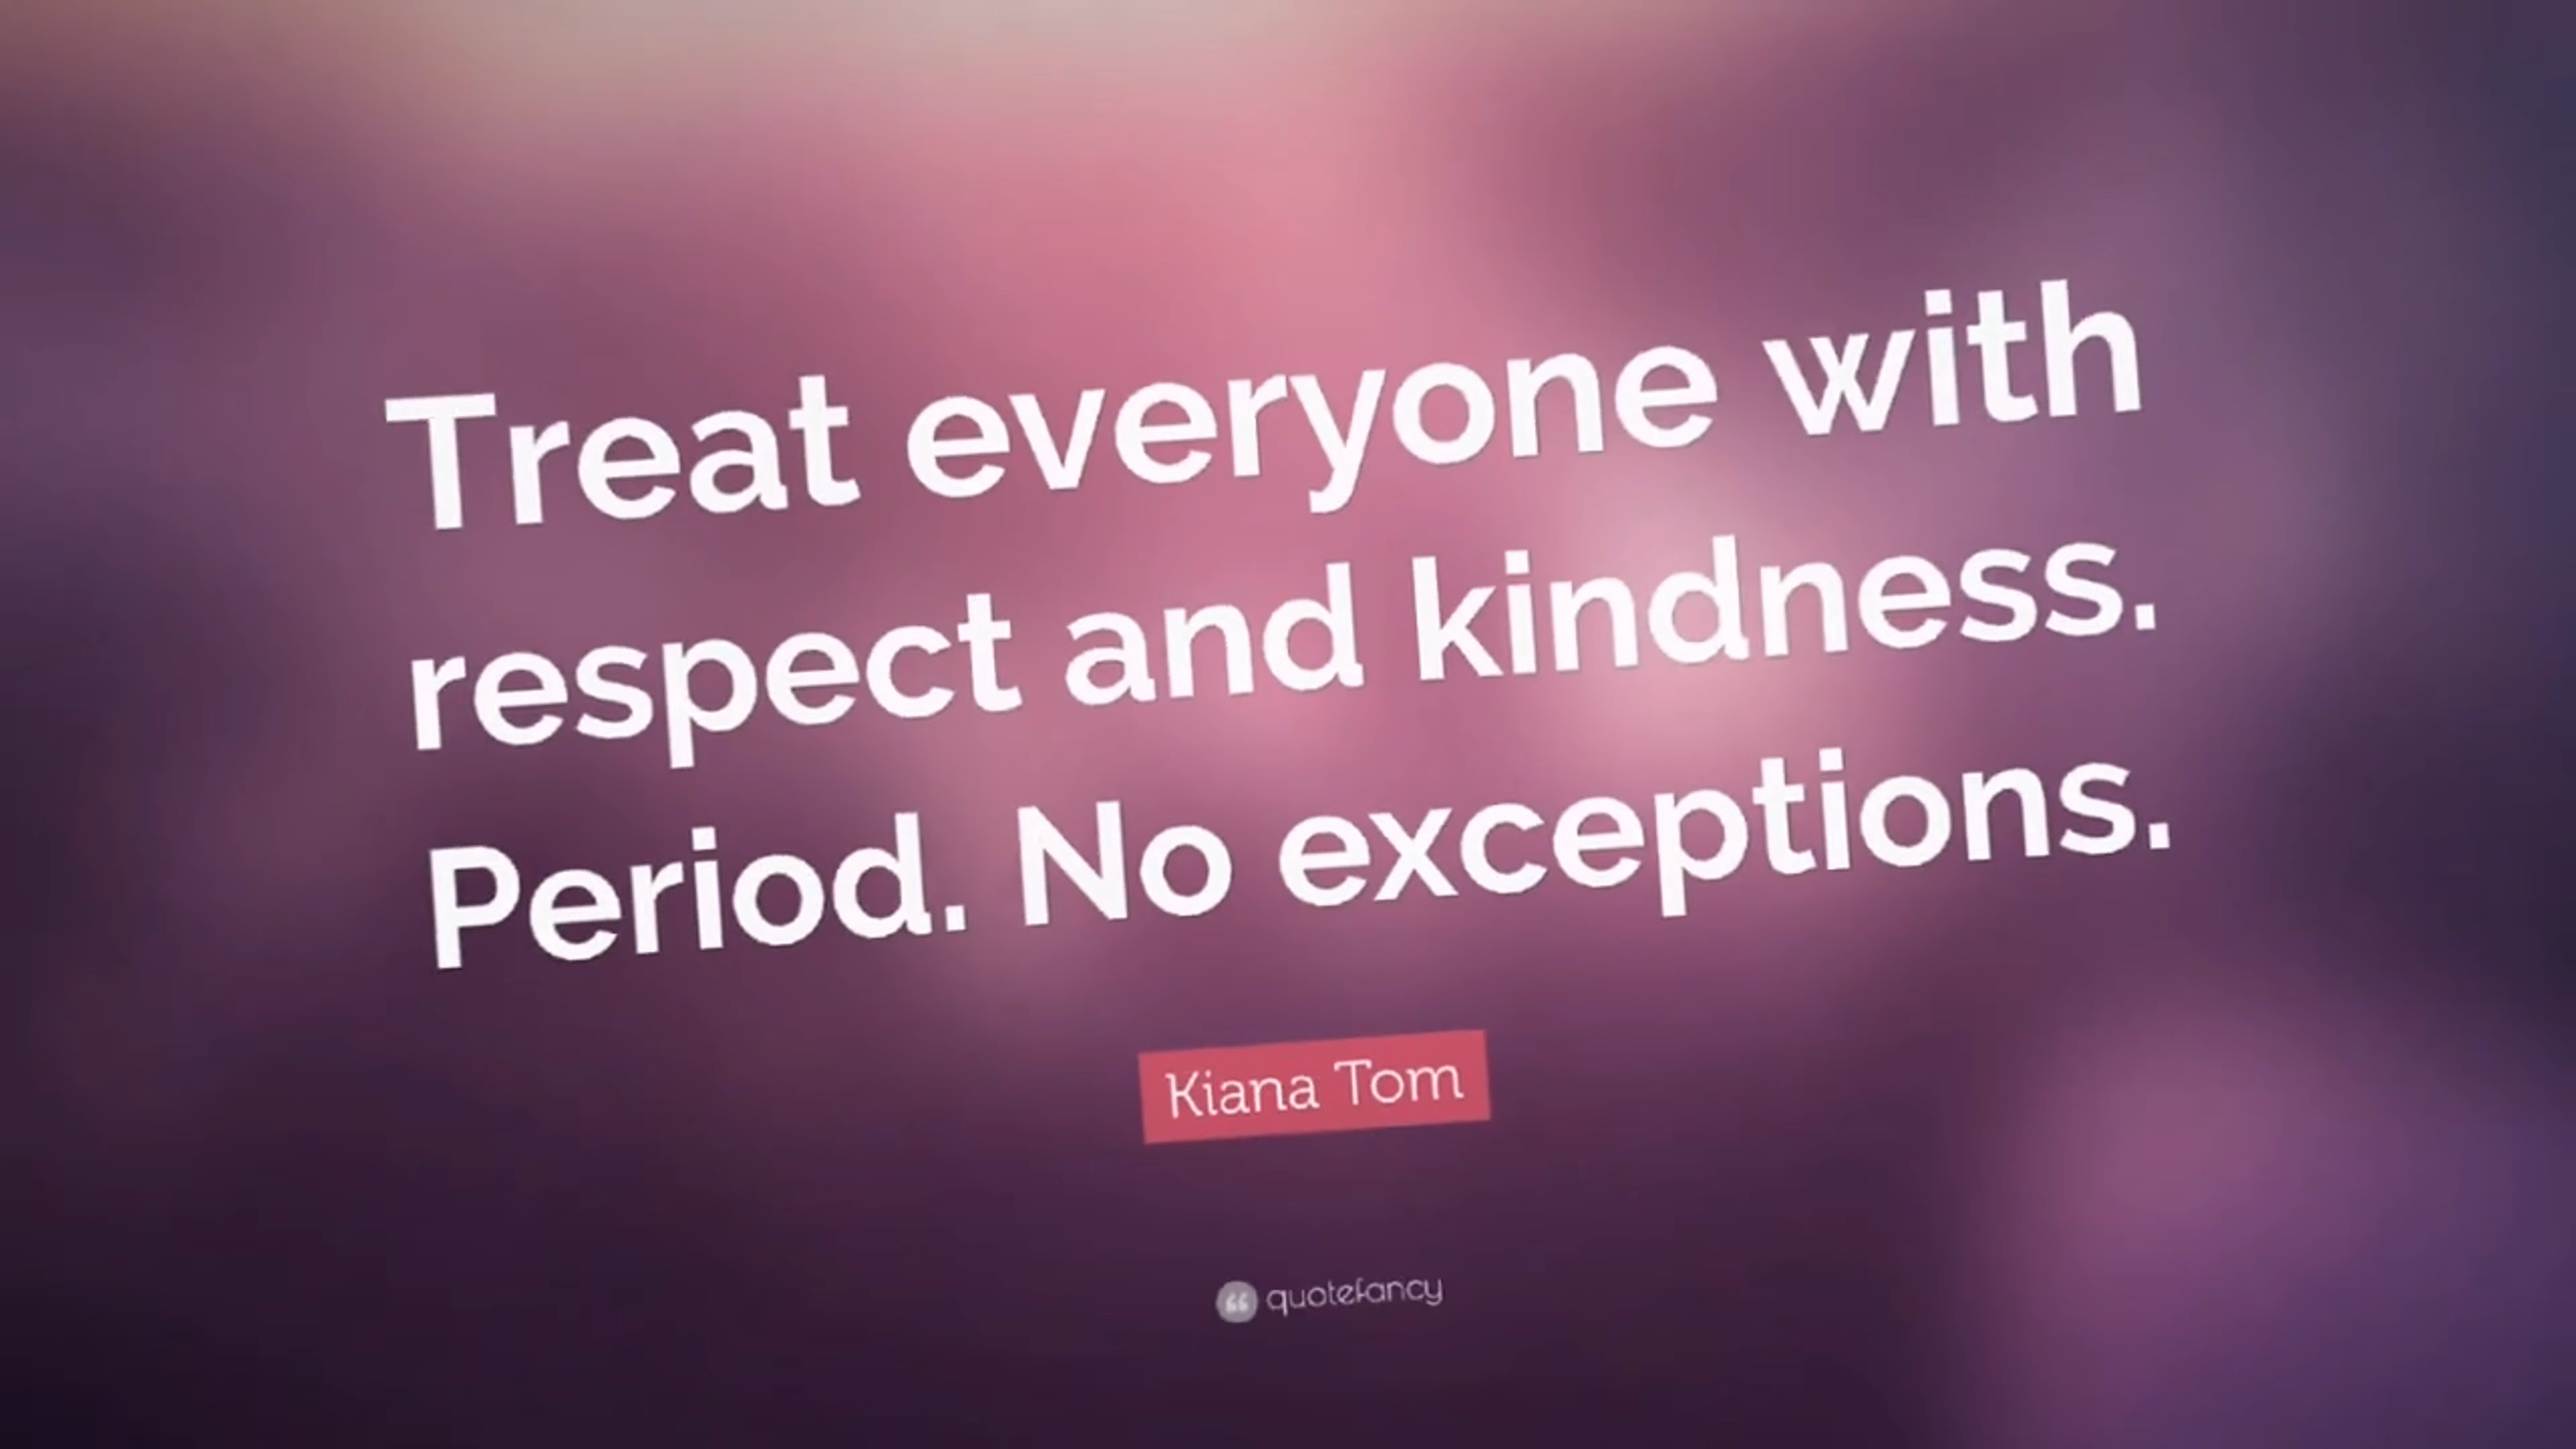 Treat everyone with
respect and kindness.
Period. No exceptions.
Kiana Tom
quotefancy